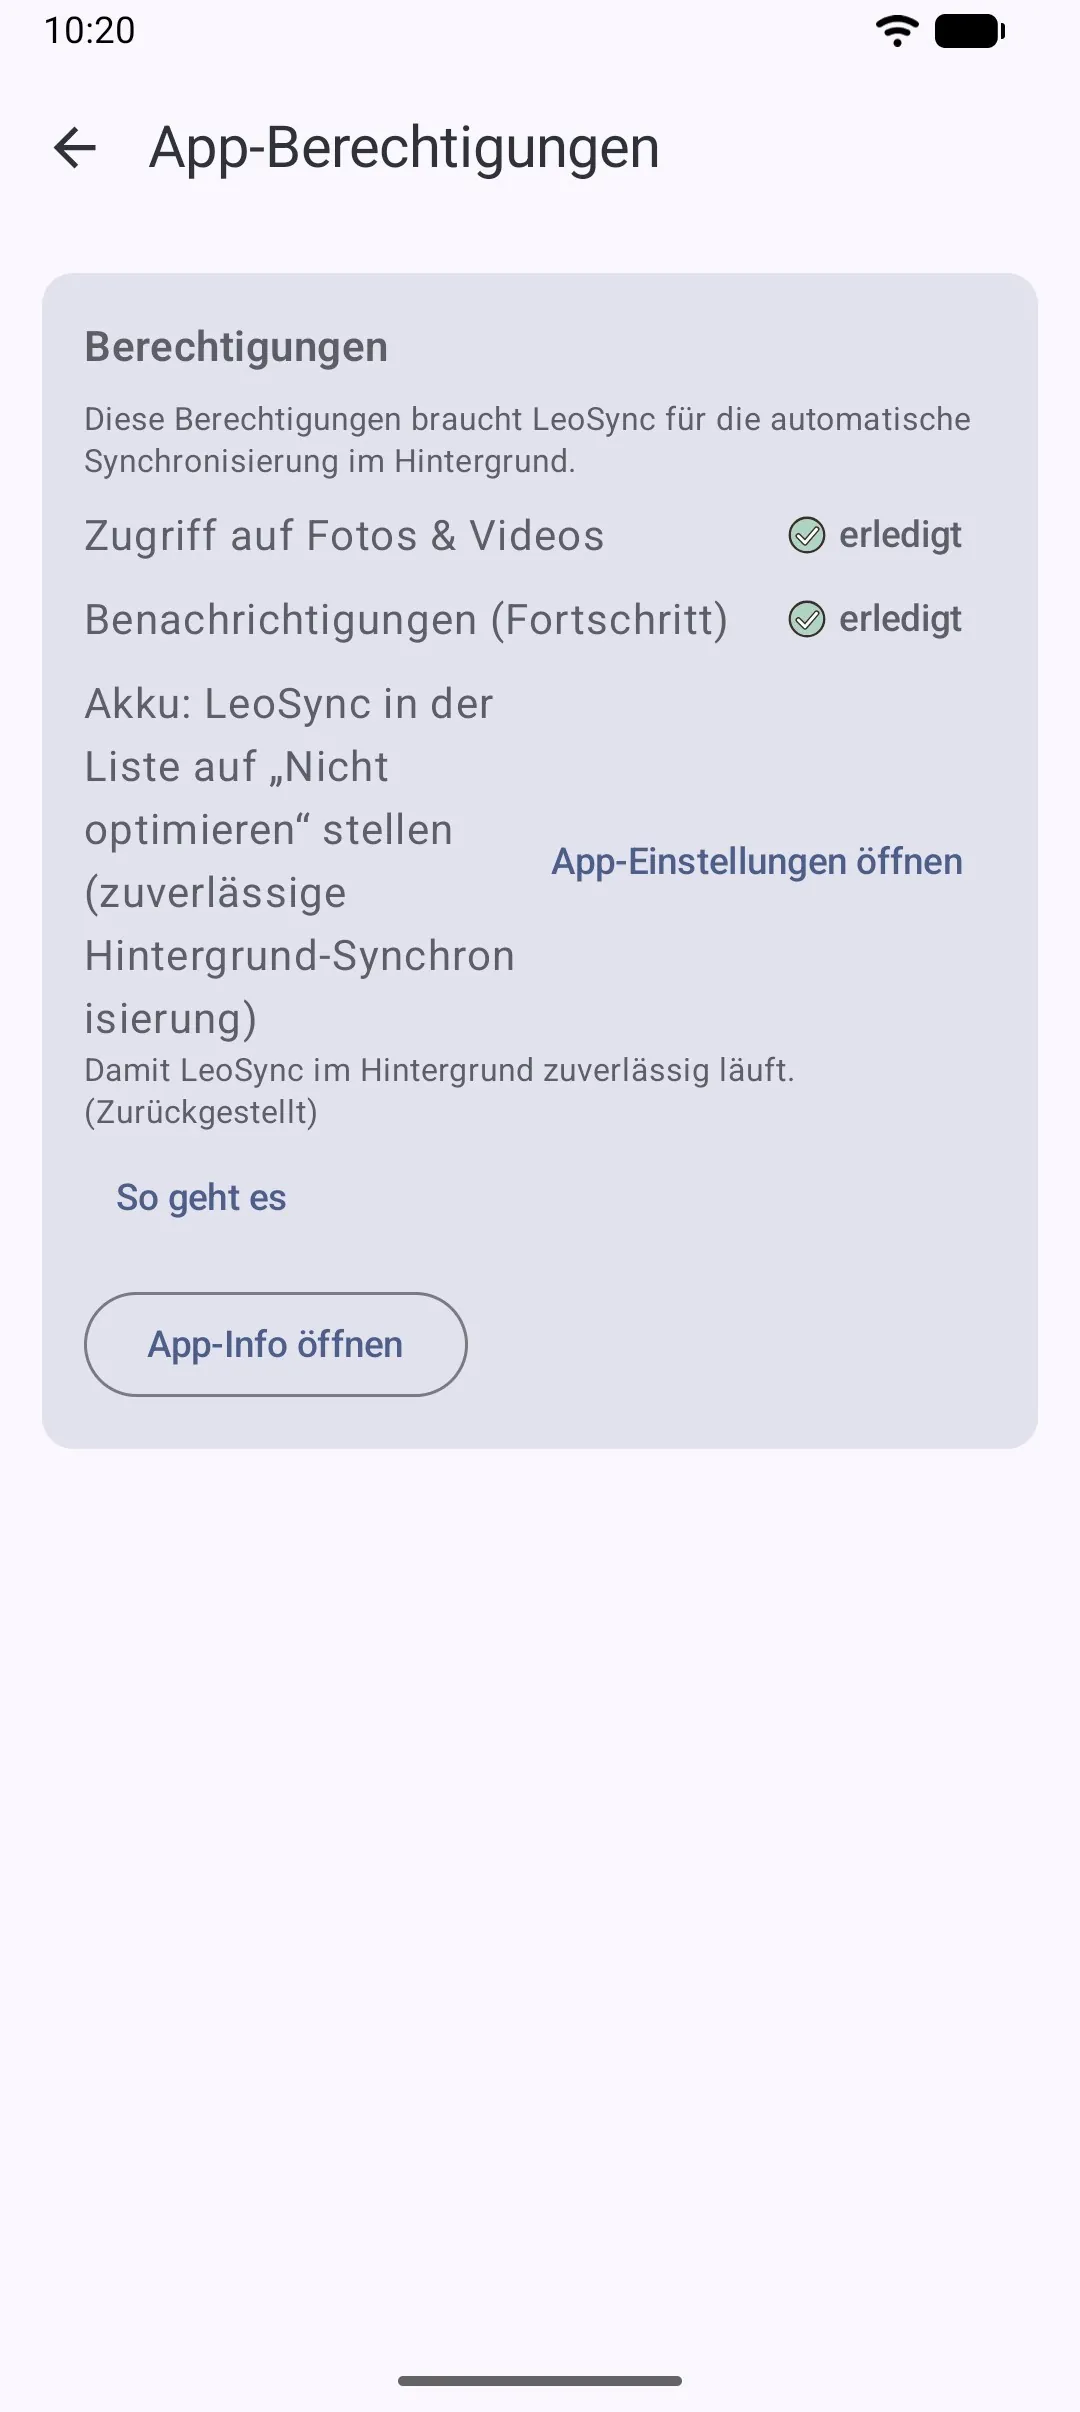 10:20
App-Berechtigungen
Berechtigungen
Diese Berechtigungen braucht LeoSync für die automatische
Synchronisierung im Hintergrund.
Zugriff auf Fotos & Videos erledigt
Benachrichtigungen (Fortschritt) erledigt
Akku: LeoSync in der
Liste auf „Nicht
optimieren“ stellen
(zuverlässige
Hintergrund-Synchron
isierung)
App-Einstellungen öffnen
Damit LeoSync im Hintergrund zuverlässig läuft.
(Zurückgestellt)
So geht es
App-Info öffnen